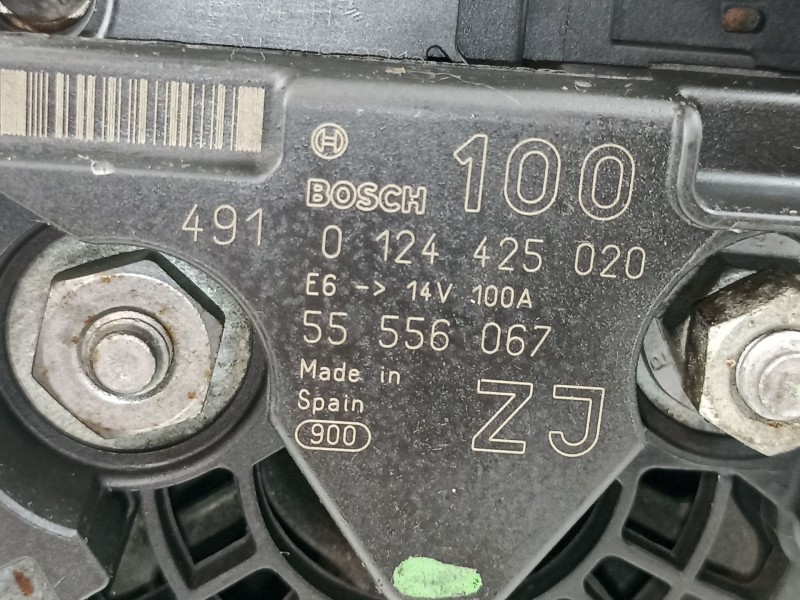 BOSCH 100
491 0 124 425 020
E6 -> 14V 100A
55 556 067
Made in
Spain ZJ
900